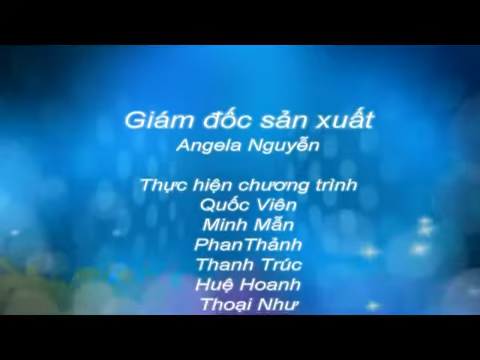 Giám đốc sản xuất
Angela Nguyễn
Thực hiện chương trình
Quốc Viên
Minh Mẫn
PhanThảnh
Thanh Trúc
Huệ Hoanh
Thoại Như